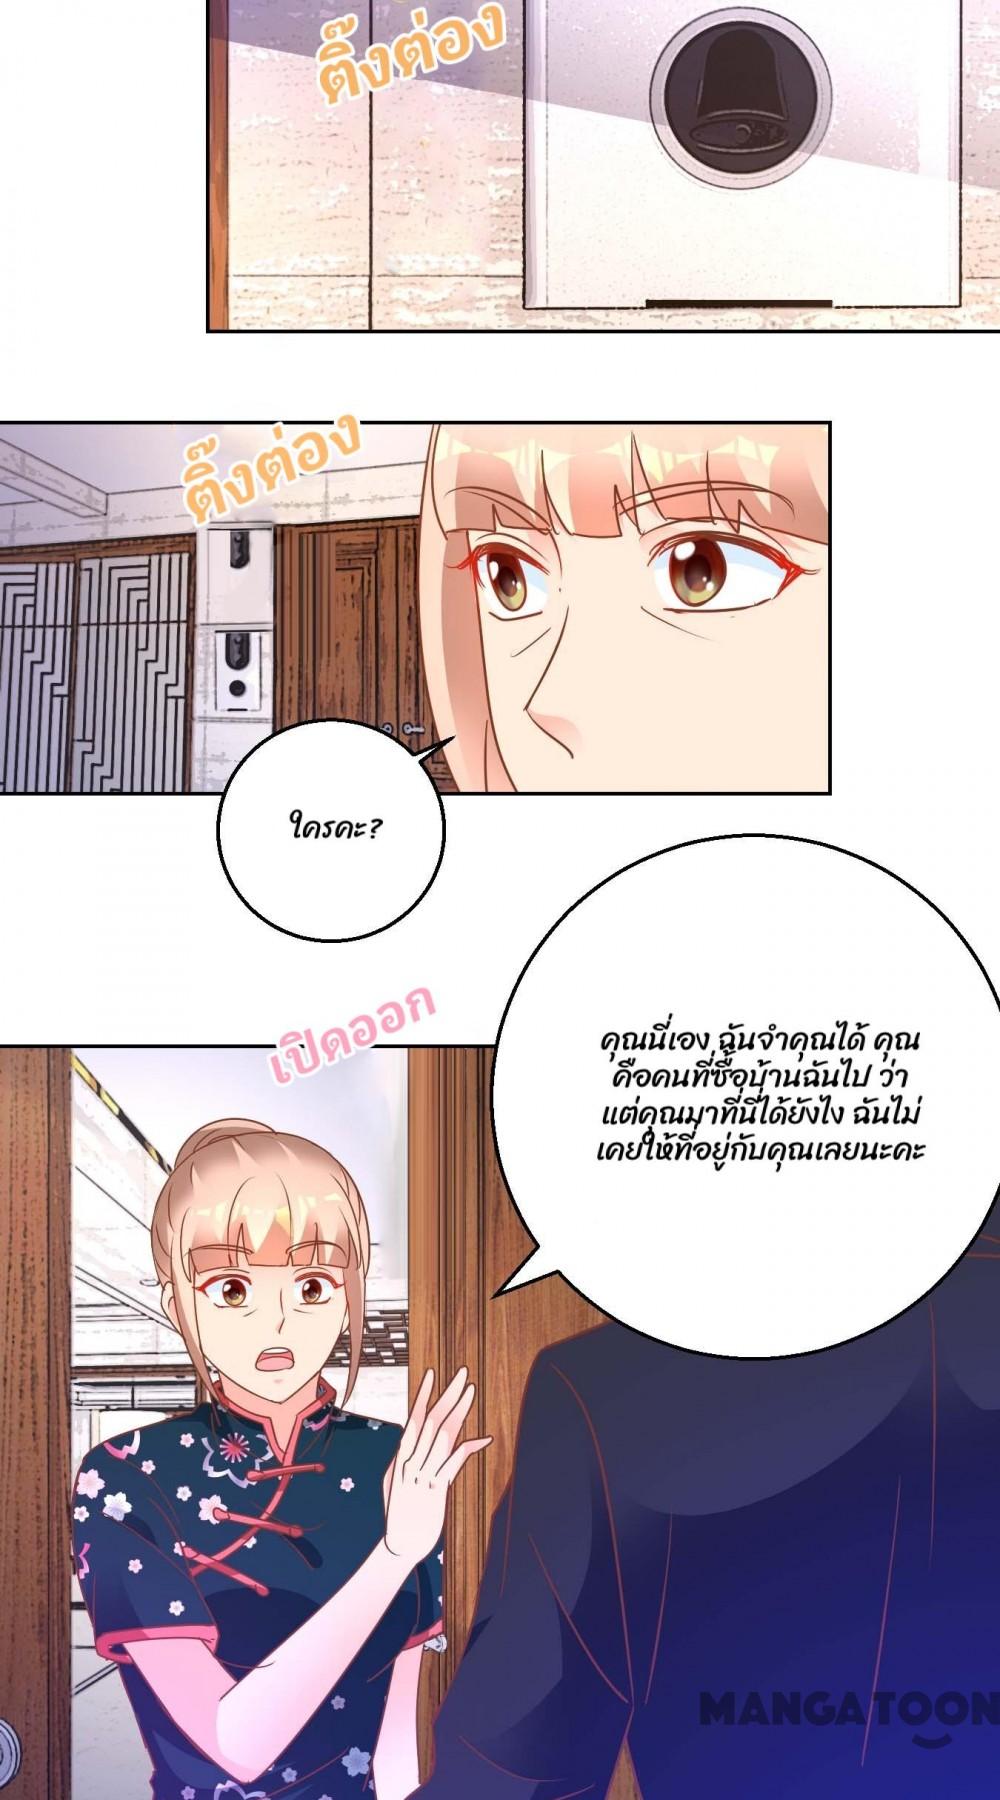 ติ๊งต่อง
ติ๊งต่อง
ใครคะ?
เปิดออก
คุณนี่เอง ฉันจำคุณได้ คุณ
คือคนที่ซื้อบ้านฉันไป ว่า
แต่คุณมาที่นี่ได้ยังไง ฉันไม่
เคยให้ที่อยู่กับคุณเลยนะคะ
MANGATOON